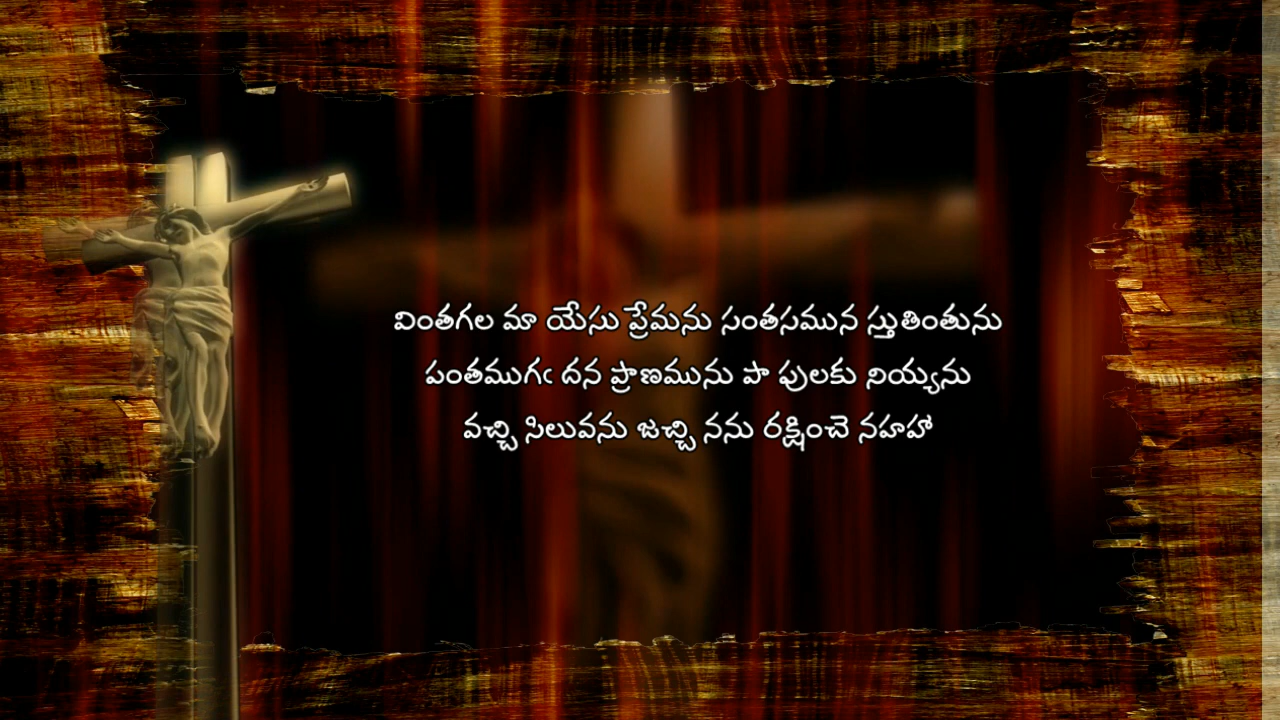 వింతగల మా యేసు ప్రేమను సంతసమున స్తుతింతును
పంతముగఁ దన ప్రాణమును పా పులకు నియ్యను
వచ్చి సిలువను జచ్చి నను రక్షించె నహహా